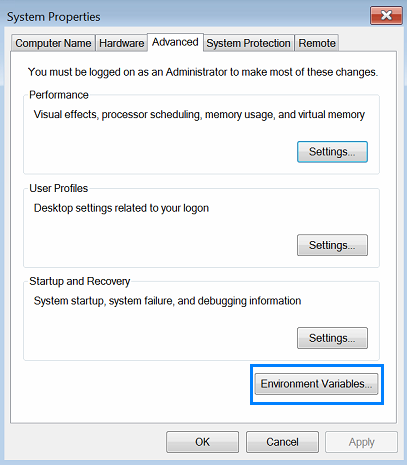 System Properties
Computer Name Hardware Advanced System Protection Remote
You must be logged on as an Administrator to make most of these changes.
Performance
Visual effects, processor scheduling, memory usage, and virtual memory
Settings...
User Profiles
Desktop settings related to your logon
Settings...
Startup and Recovery
System startup, system failure, and debugging information
Settings...
Environment Variables...
OK Cancel Apply